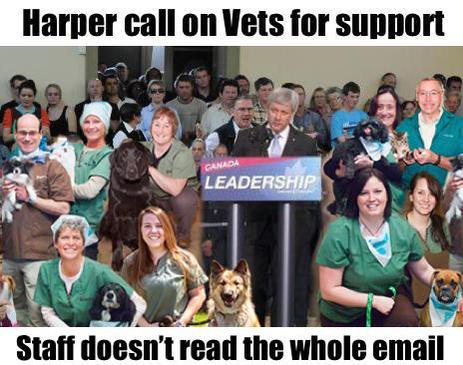 Harper call on Vets for support
CANADA
LEADERSHIP
Staff doesn't read the whole email